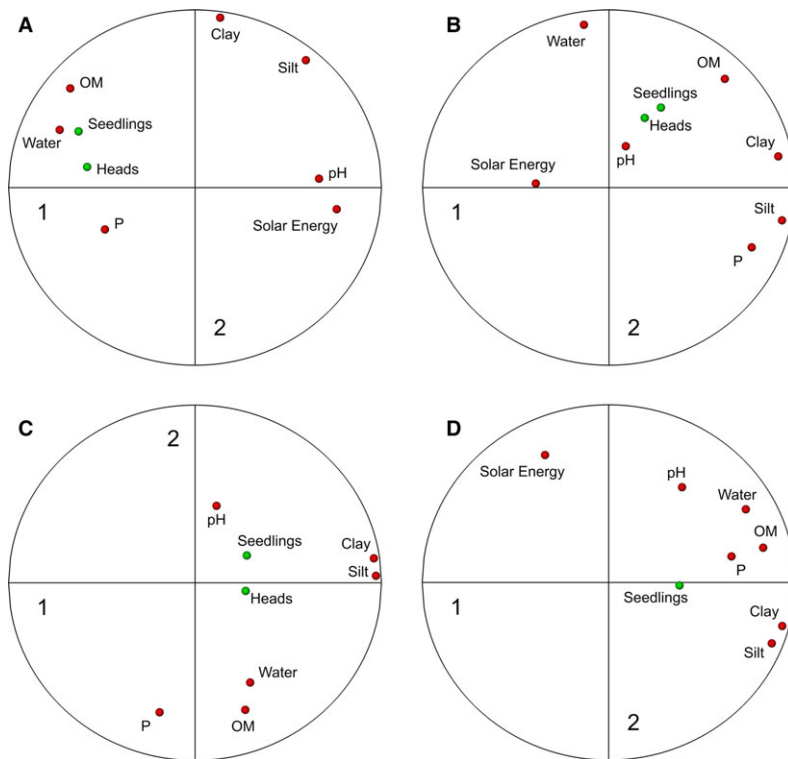 A
Clay
Silt
OM
Water
Seedlings
Heads
pH
1
P
Solar Energy
2
B
Water
OM
Seedlings
Heads
pH
Clay
Solar Energy
1
Silt
P
2
C
2
pH
Seedlings
Clay
Silt
1
Heads
Water
P
OM
D
Solar Energy
pH
Water
OM
P
Seedlings
1
Clay
Silt
2